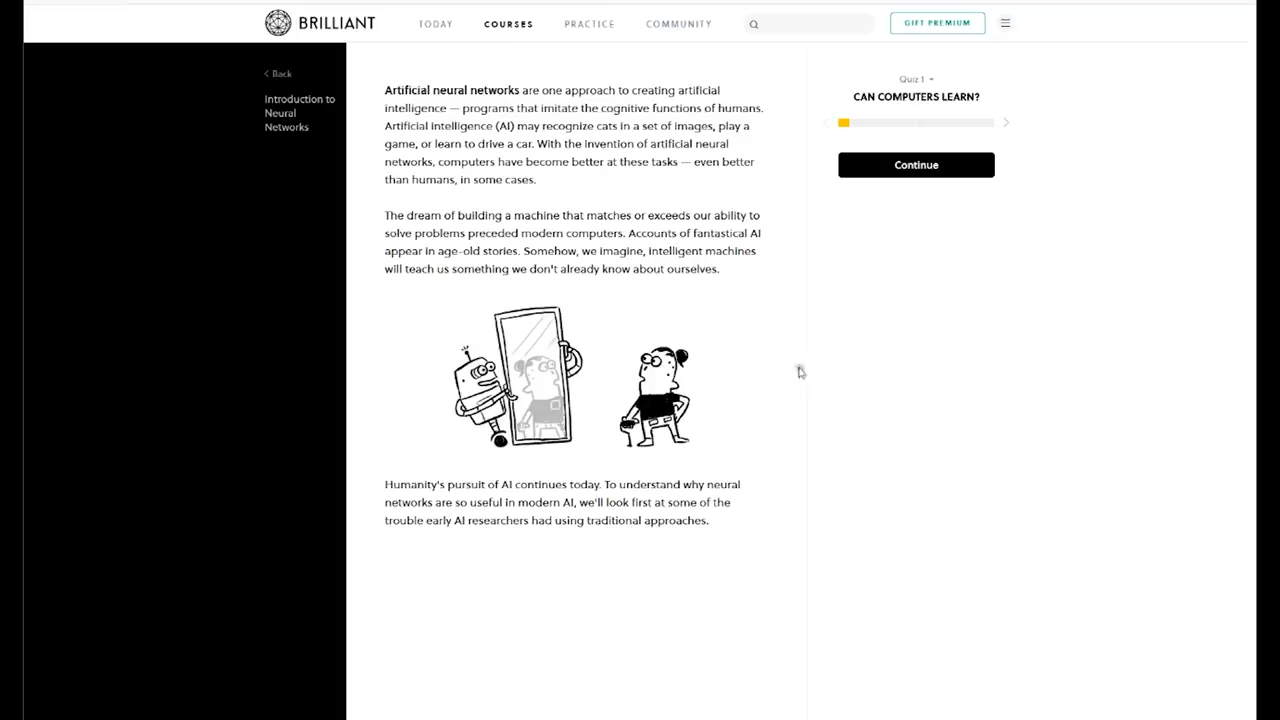 BRILLIANT
TODAY
COURSES
PRACTICE
COMMUNITY
GIFT PREMIUM
Back
Introduction to
Neural
Networks
Artificial neural networks are one approach to creating artificial
intelligence — programs that imitate the cognitive functions of humans.
Artificial intelligence (AI) may recognize cats in a set of images, play a
game, or learn to drive a car. With the invention of artificial neural
networks, computers have become better at these tasks — even better
than humans, in some cases.
The dream of building a machine that matches or exceeds our ability to
solve problems preceded modern computers. Accounts of fantastical AI
appear in age-old stories. Somehow, we imagine, intelligent machines
will teach us something we don't already know about ourselves.
Humanity's pursuit of AI continues today. To understand why neural
networks are so useful in modern AI, we'll look first at some of the
trouble early AI researchers had using traditional approaches.
Quiz 1
CAN COMPUTERS LEARN?
Continue